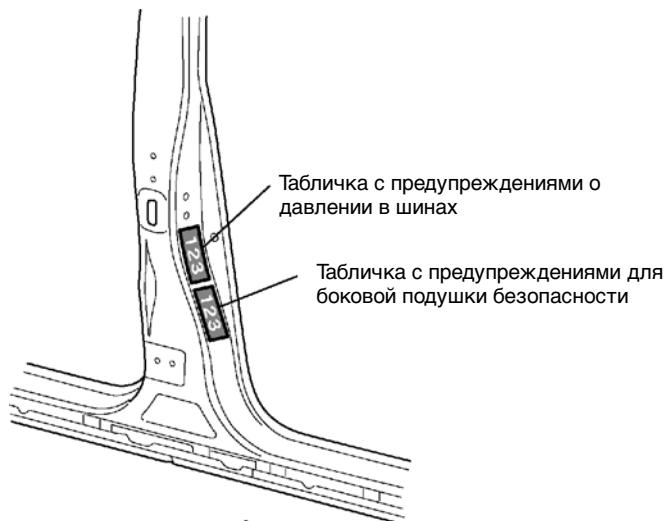 Табличка с предупреждениями о
давлении в шинах
123
Табличка с предупреждениями для
боковой подушки безопасности
123